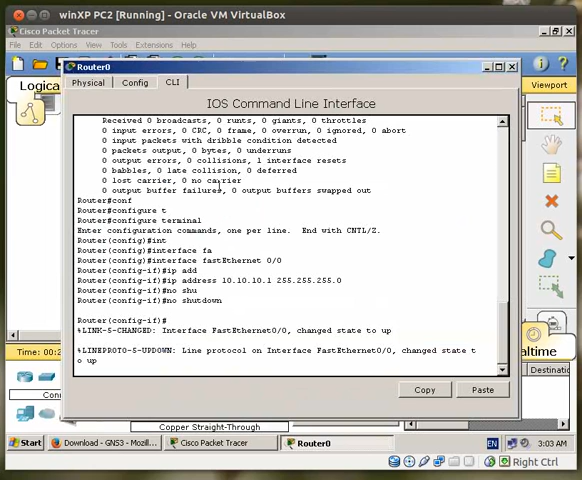 winXP PC2 [Running] - Oracle VM VirtualBox
Cisco Packet Tracer
File Edit Options View Tools Extensions Help
Router0
Logica
Viewport
Physical Config CLI
IOS Command Line Interface
Received 0 broadcasts, 0 runts, 0 giants, 0 throttles
0 input errors, 0 CRC, 0 frame, 0 overrun, 0 ignored, 0 abort
0 input packets with dribble condition detected
0 packets output, 0 bytes, 0 underruns
0 output errors, 0 collisions, 1 interface resets
0 babbles, 0 late collision, 0 deferred
0 lost carrier, 0 no carrier
0 output buffer failures, 0 output buffers swapped out
Router#conf
Router#configure t
Router#configure terminal
Enter configuration commands, one per line. End with CNTL/Z.
Router(config)#int
Router(config)#interface fa
Router(config)#interface fastEthernet 0/0
Router(config-if)#ip add
Router(config-if)#ip address 10.10.10.1 255.255.255.0
Router(config-if)#no shu
Router(config-if)#no shutdown
Router(config-if)#
%LINK-5-CHANGED: Interface FastEthernet0/0, changed state to up
%LINEPROTO-5-UPDOWN: Line protocol on Interface FastEthernet0/0, changed state t
o up
Time: 00:2
altime
Destinatio
Copy Paste
Con
Copper Straight-Through
Start Download - GNS3 - Mozill... Cisco Packet Tracer Router0 EN 3:03 AM
Right Ctrl